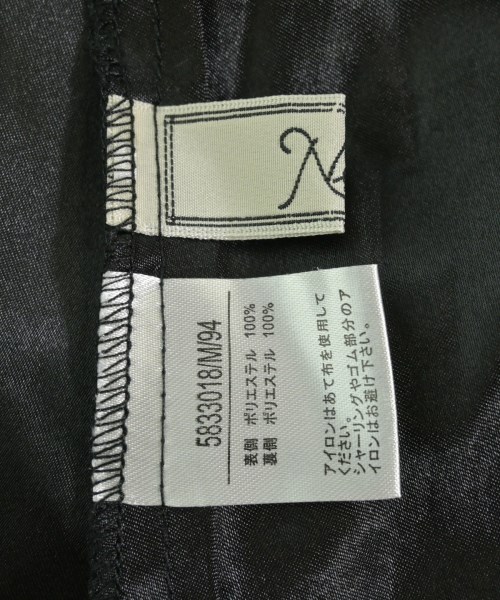 5833018/M/94
表側 ポリエステル 100%
裏側 ポリエステル 100%
アイロンはあて布を使用して
ください。
シャーリングやゴム部分のア
イロンはお避け下さい。